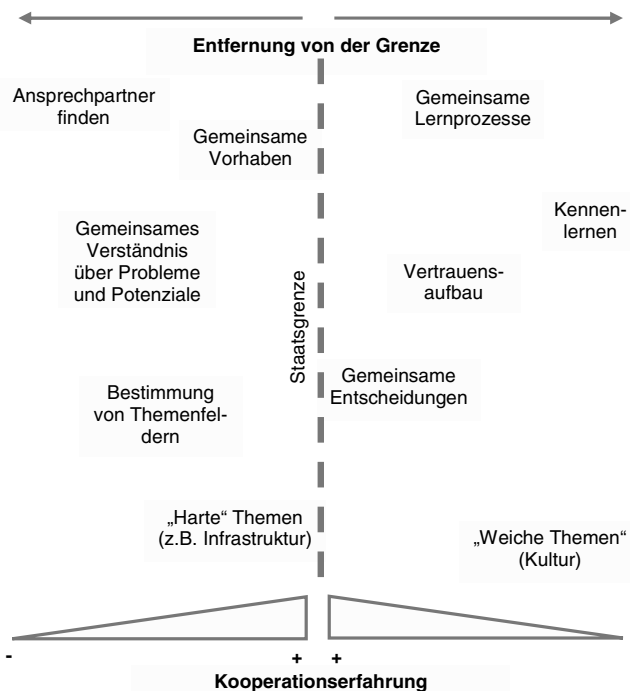 Entfernung von der Grenze
Ansprechpartner
finden
Gemeinsame
Vorhaben
Gemeinsame
Lernprozesse
Kennen-
lernen
Gemeinsames
Verständnis
über Probleme
und Potenziale
Vertrauens-
aufbau
Staatsgrenze
Bestimmung
von Themenfel-
dern
Gemeinsame
Entscheidungen
„Harte“ Themen
(z.B. Infrastruktur)
„Weiche Themen“
(Kultur)
- + +
Kooperationserfahrung